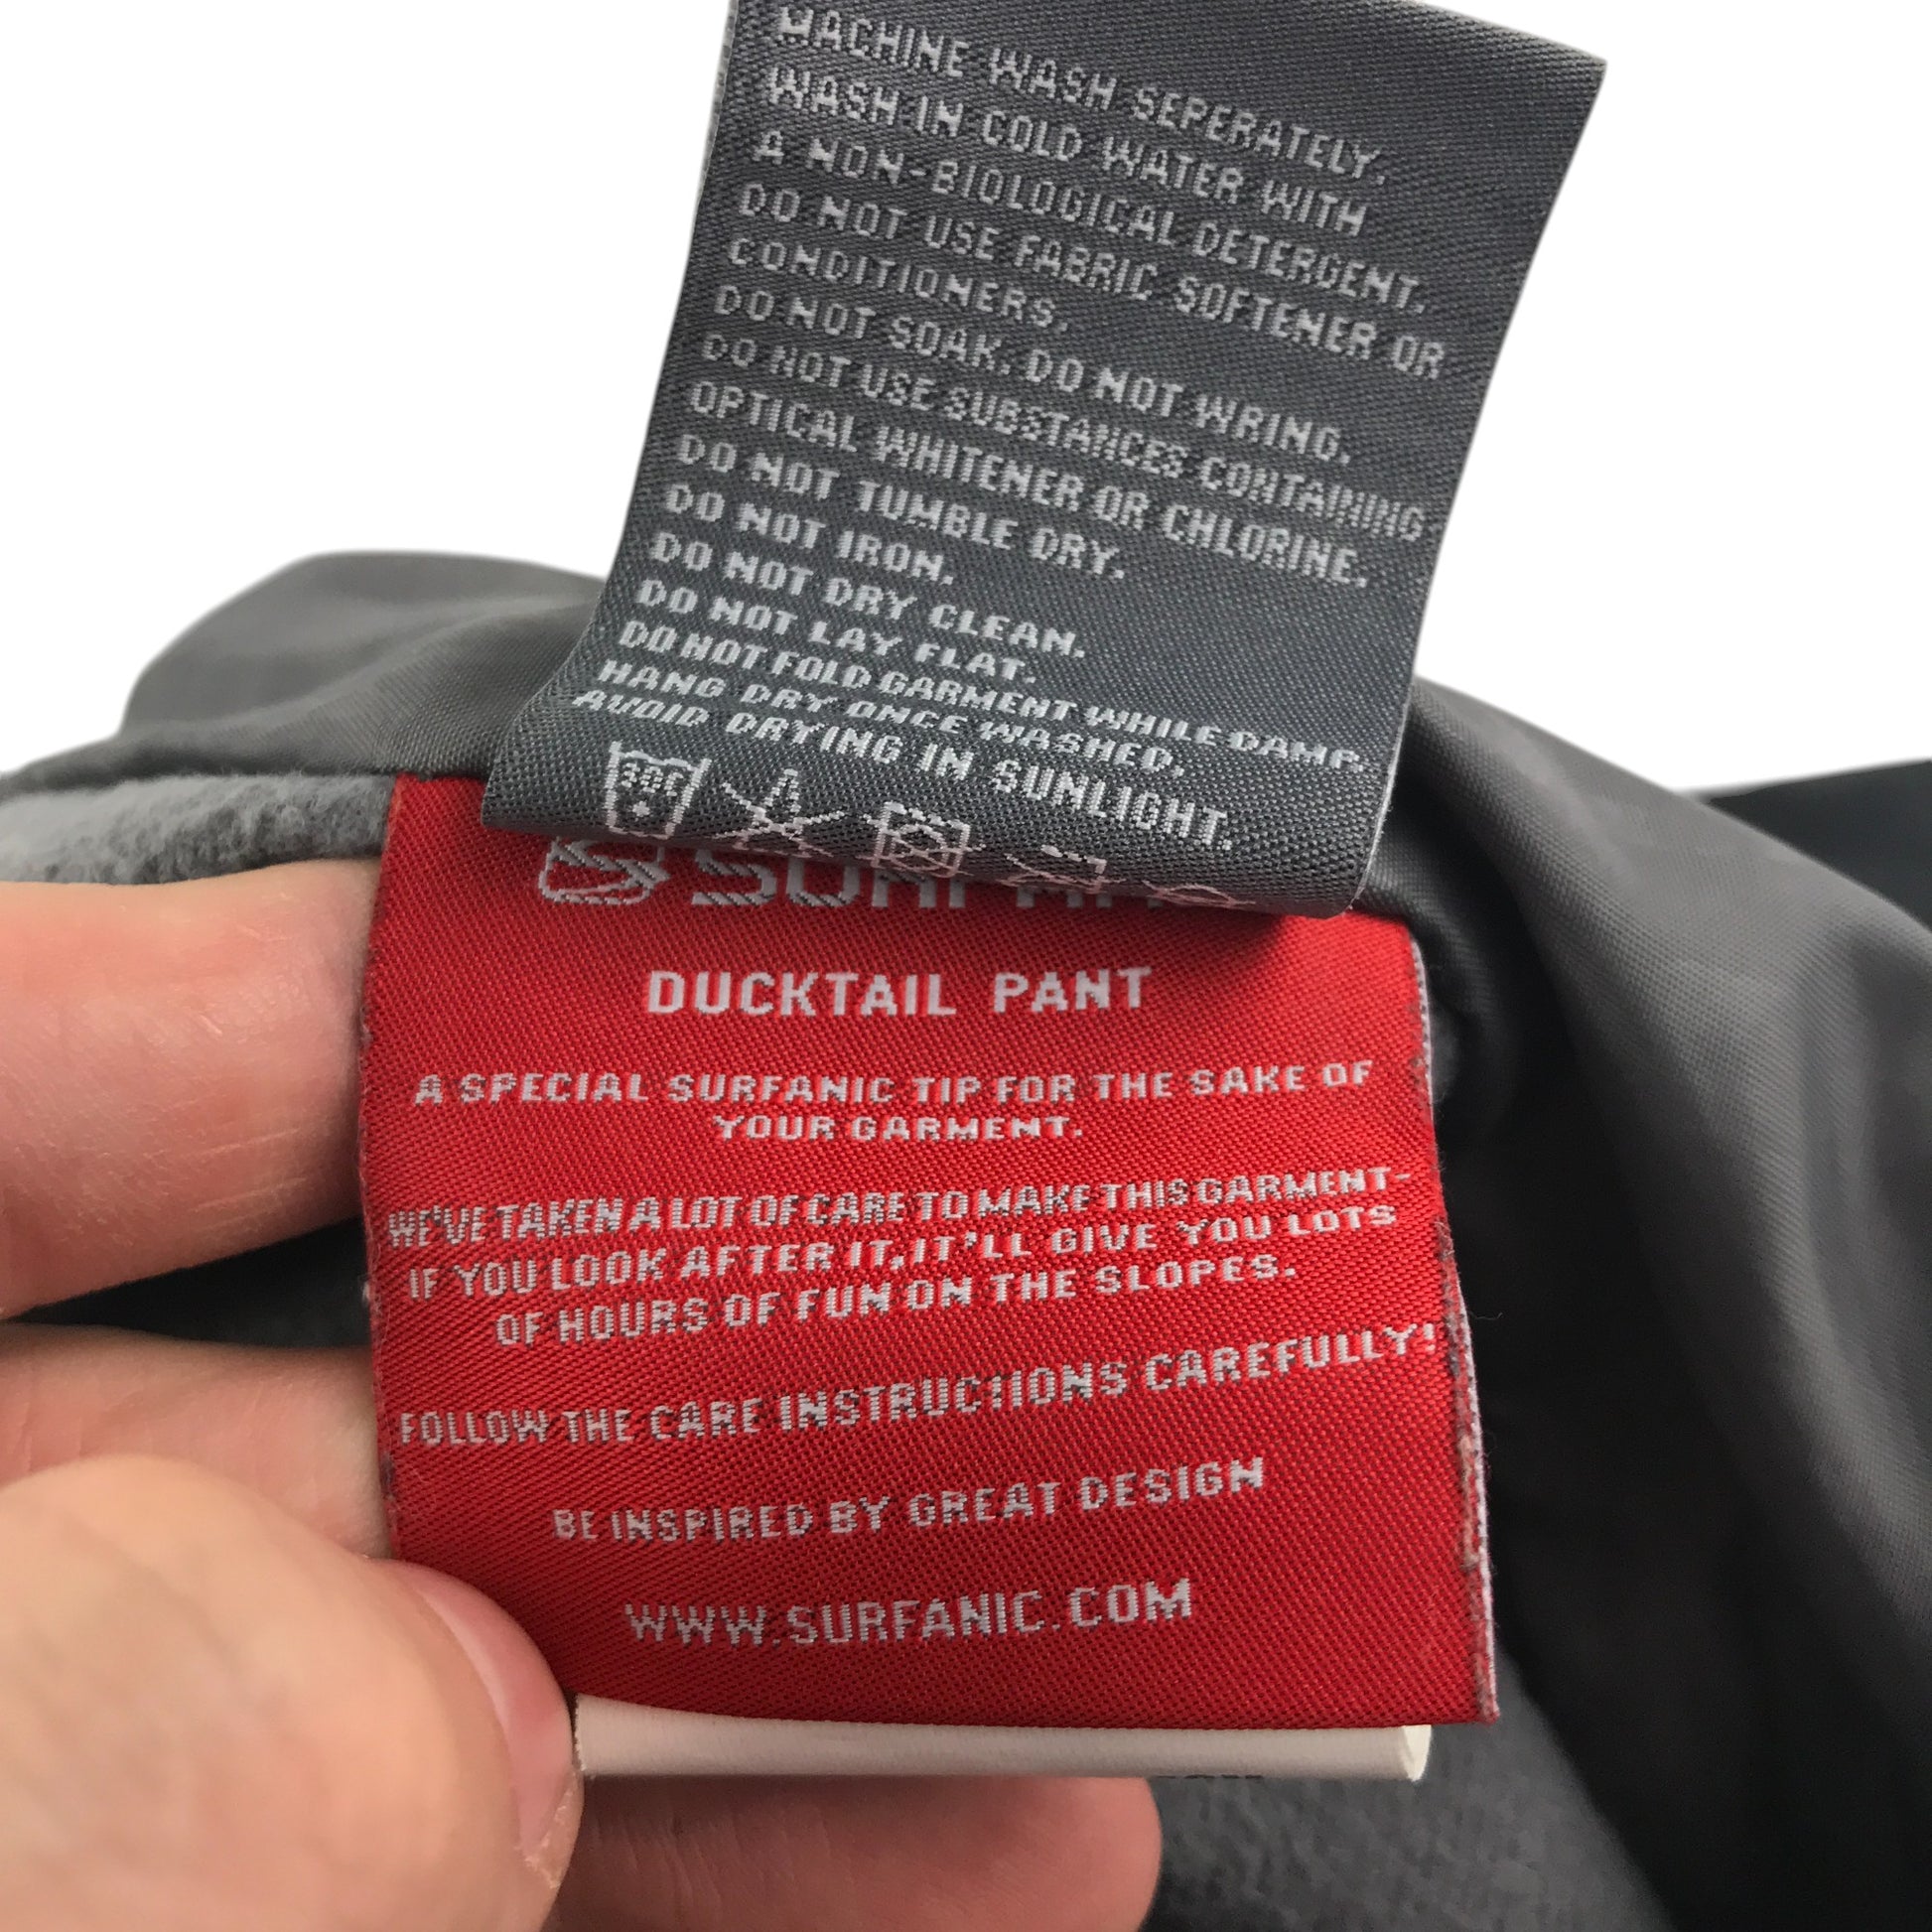 MACHINE WASH SEPERATELY.
WASH IN COLD WATER WITH
A NON-BIOLOGICAL DETERGENT.
DO NOT USE FABRIC SOFTENER OR
CONDITIONERS.
DO NOT SOAK. DO NOT WRING.
DO NOT USE SUBSTANCES CONTAINING
OPTICAL WHITENER OR CHLORINE.
DO NOT TUMBLE DRY.
DO NOT IRON.
DO NOT DRY CLEAN.
DO NOT LAY FLAT.
DO NOT FOLD GARMENT WHILE DAMP.
HANG DRY ONCE WASHED.
AVOID DRYING IN SUNLIGHT.
DUCKTAIL PANT
A SPECIAL SURFANIC TIP FOR THE SAKE OF
YOUR GARMENT.
WE'VE TAKEN A LOT OF CARE TO MAKE THIS GARMENT-
IF YOU LOOK AFTER IT, IT'LL GIVE YOU LOTS
OF HOURS OF FUN ON THE SLOPES.
FOLLOW THE CARE INSTRUCTIONS CAREFULLY!
BE INSPIRED BY GREAT DESIGN
WWW.SURFANIC.COM